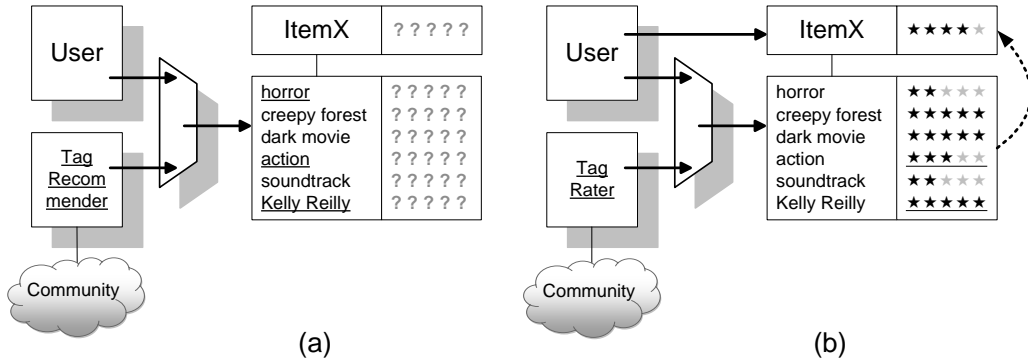 User
Tag
Recom
mender
Community
ItemX ? ? ? ? ?
horror ? ? ? ? ?
creepy forest ? ? ? ? ?
dark movie ? ? ? ? ?
action ? ? ? ? ?
soundtrack ? ? ? ? ?
Kelly Reilly ? ? ? ? ?
(a)
User
Tag
Rater
Community
ItemX ★★★★★
horror ★★★★★
creepy forest ★★★★★
dark movie ★★★★★
action ★★★★★
soundtrack ★★★★★
Kelly Reilly ★★★★★
(b)